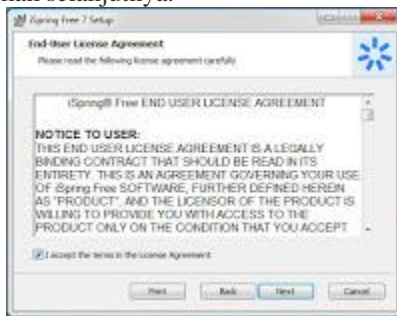 selanjutnya.
iSpring Free 7 Setup
End-User License Agreement
Please read the following license agreement carefully
iSpring® Free END USER LICENSE AGREEMENT
NOTICE TO USER:
THIS END USER LICENSE AGREEMENT IS A LEGALLY
BINDING CONTRACT THAT SHOULD BE READ IN ITS
ENTIRETY. THIS IS AN AGREEMENT GOVERNING YOUR USE
OF iSpring Free SOFTWARE, FURTHER DEFINED HEREIN
AS "PRODUCT", AND THE LICENSOR OF THE PRODUCT IS
WILLING TO PROVIDE YOU WITH ACCESS TO THE
PRODUCT ONLY ON THE CONDITION THAT YOU ACCEPT
I accept the terms in the License Agreement
Print Back Next Cancel